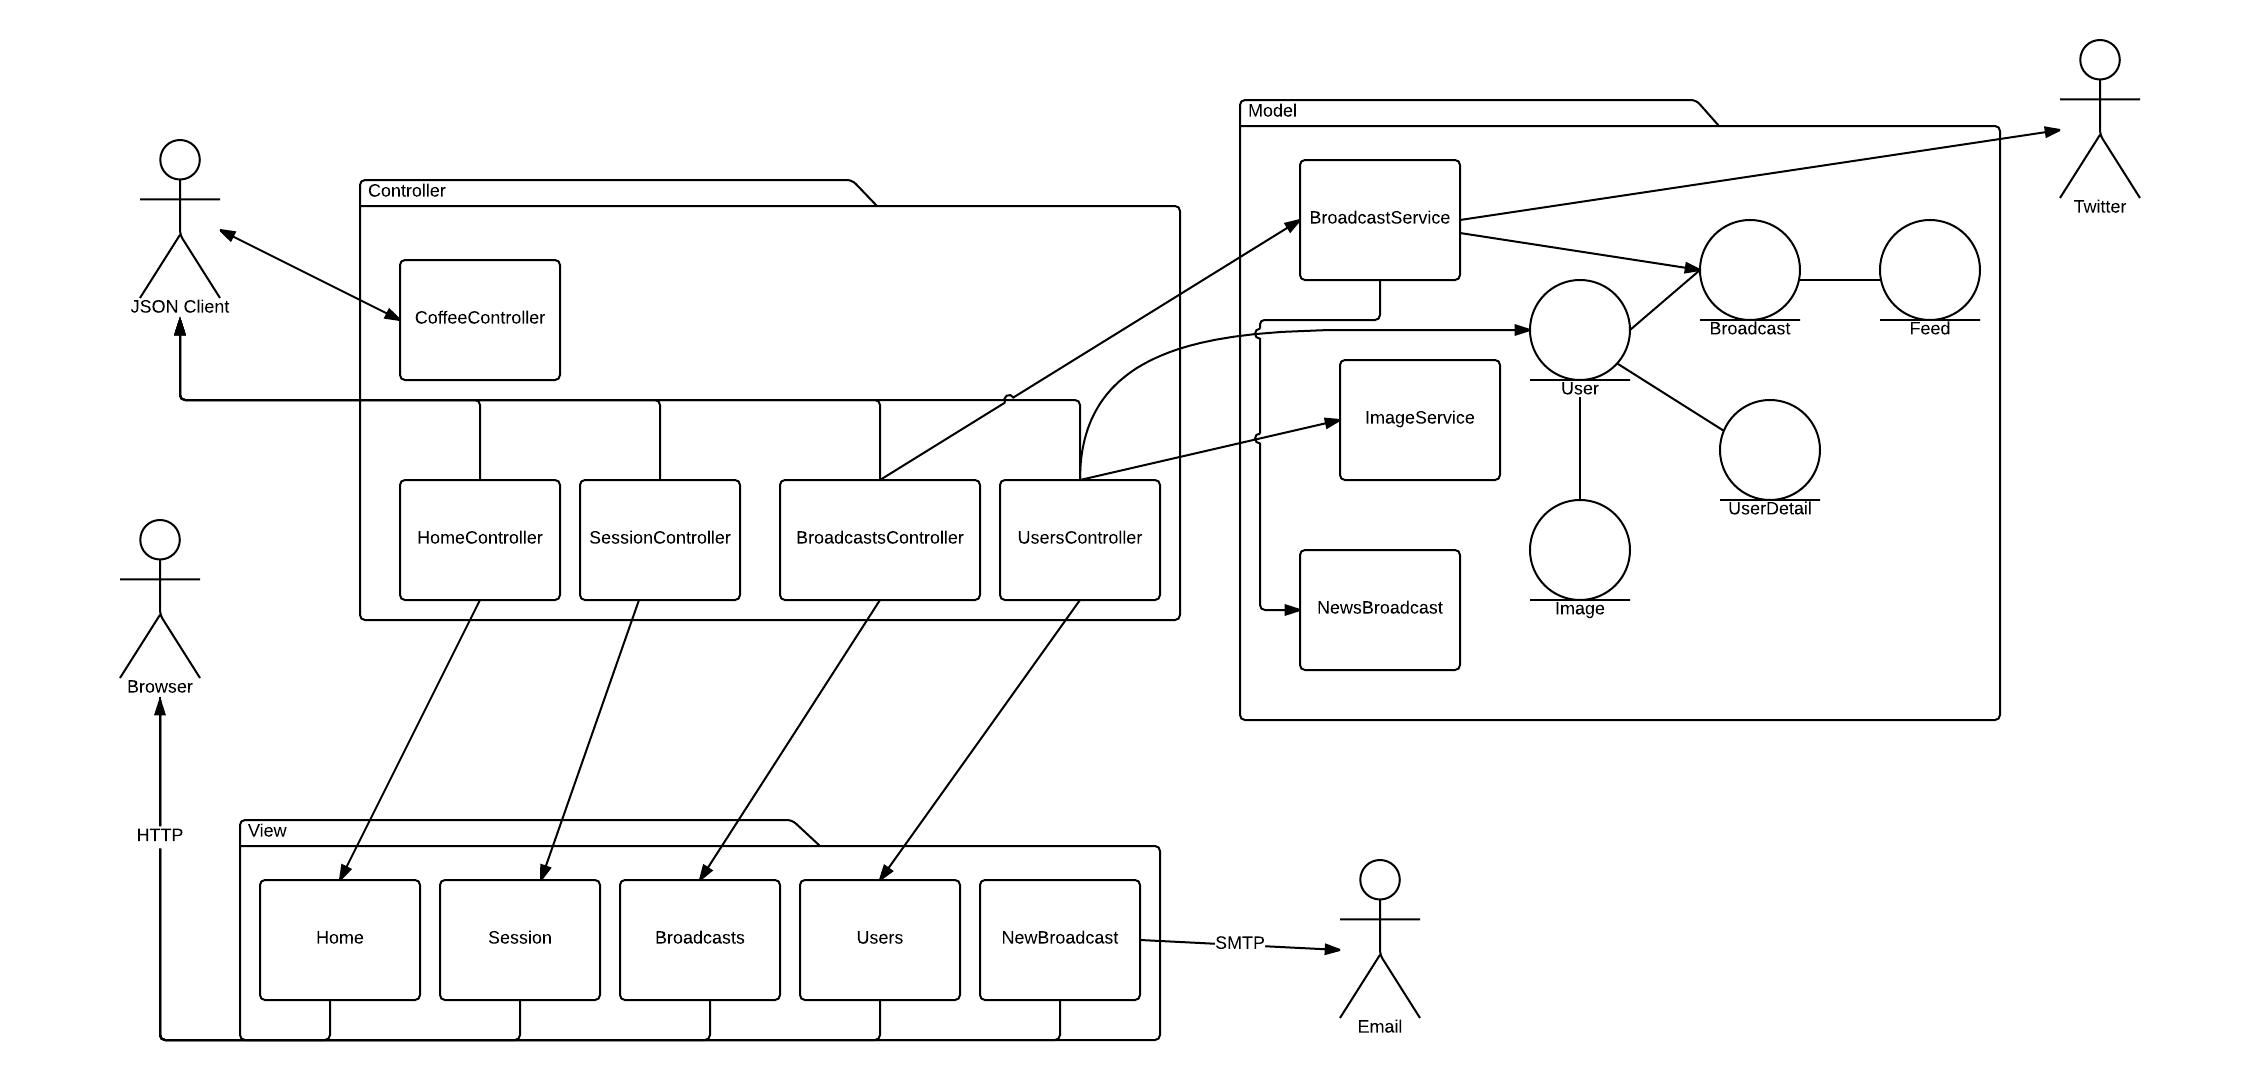 Model
Twitter
Controller
BroadcastService
JSON Client
CoffeeController
Broadcast
Feed
User
ImageService
UserDetail
HomeController
SessionController
BroadcastsController
UsersController
NewsBroadcast
Image
Browser
HTTP
View
Home
Session
Broadcasts
Users
NewBroadcast
SMTP
Email